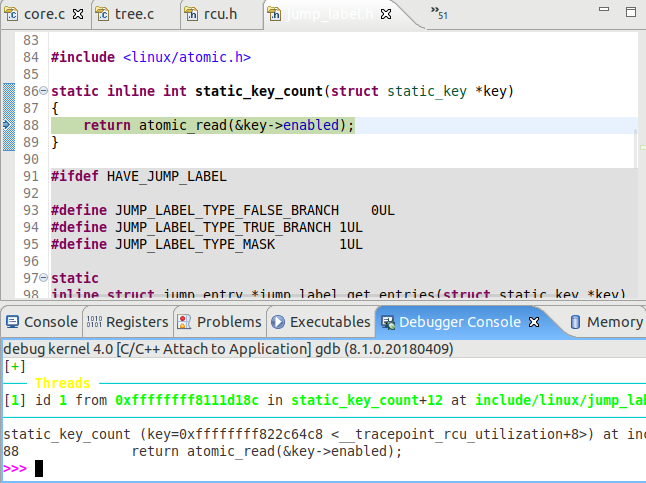 core.c tree.c rcu.h jump_label.h »51
83
84 #include <linux/atomic.h>
85
86 static inline int static_key_count(struct static_key *key)
87 {
88 return atomic_read(&key->enabled);
89 }
90
91 #ifdef HAVE_JUMP_LABEL
92
93 #define JUMP_LABEL_TYPE_FALSE_BRANCH 0UL
94 #define JUMP_LABEL_TYPE_TRUE_BRANCH 1UL
95 #define JUMP_LABEL_TYPE_MASK 1UL
96
97 static
98 inline struct jump_entry *jump_label_get_entries(struct static_key *key)
Console Registers Problems Executables Debugger Console Memory
debug kernel 4.0 [C/C++ Attach to Application] gdb (8.1.0.20180409)
[+]
Threads
[1] id 1 from 0xffffffff8111d18c in static_key_count+12 at include/linux/jump_la
static_key_count (key=0xffffffff822c64c8 <__tracepoint_rcu_utilization+8>) at inc
88 return atomic_read(&key->enabled);
>>>